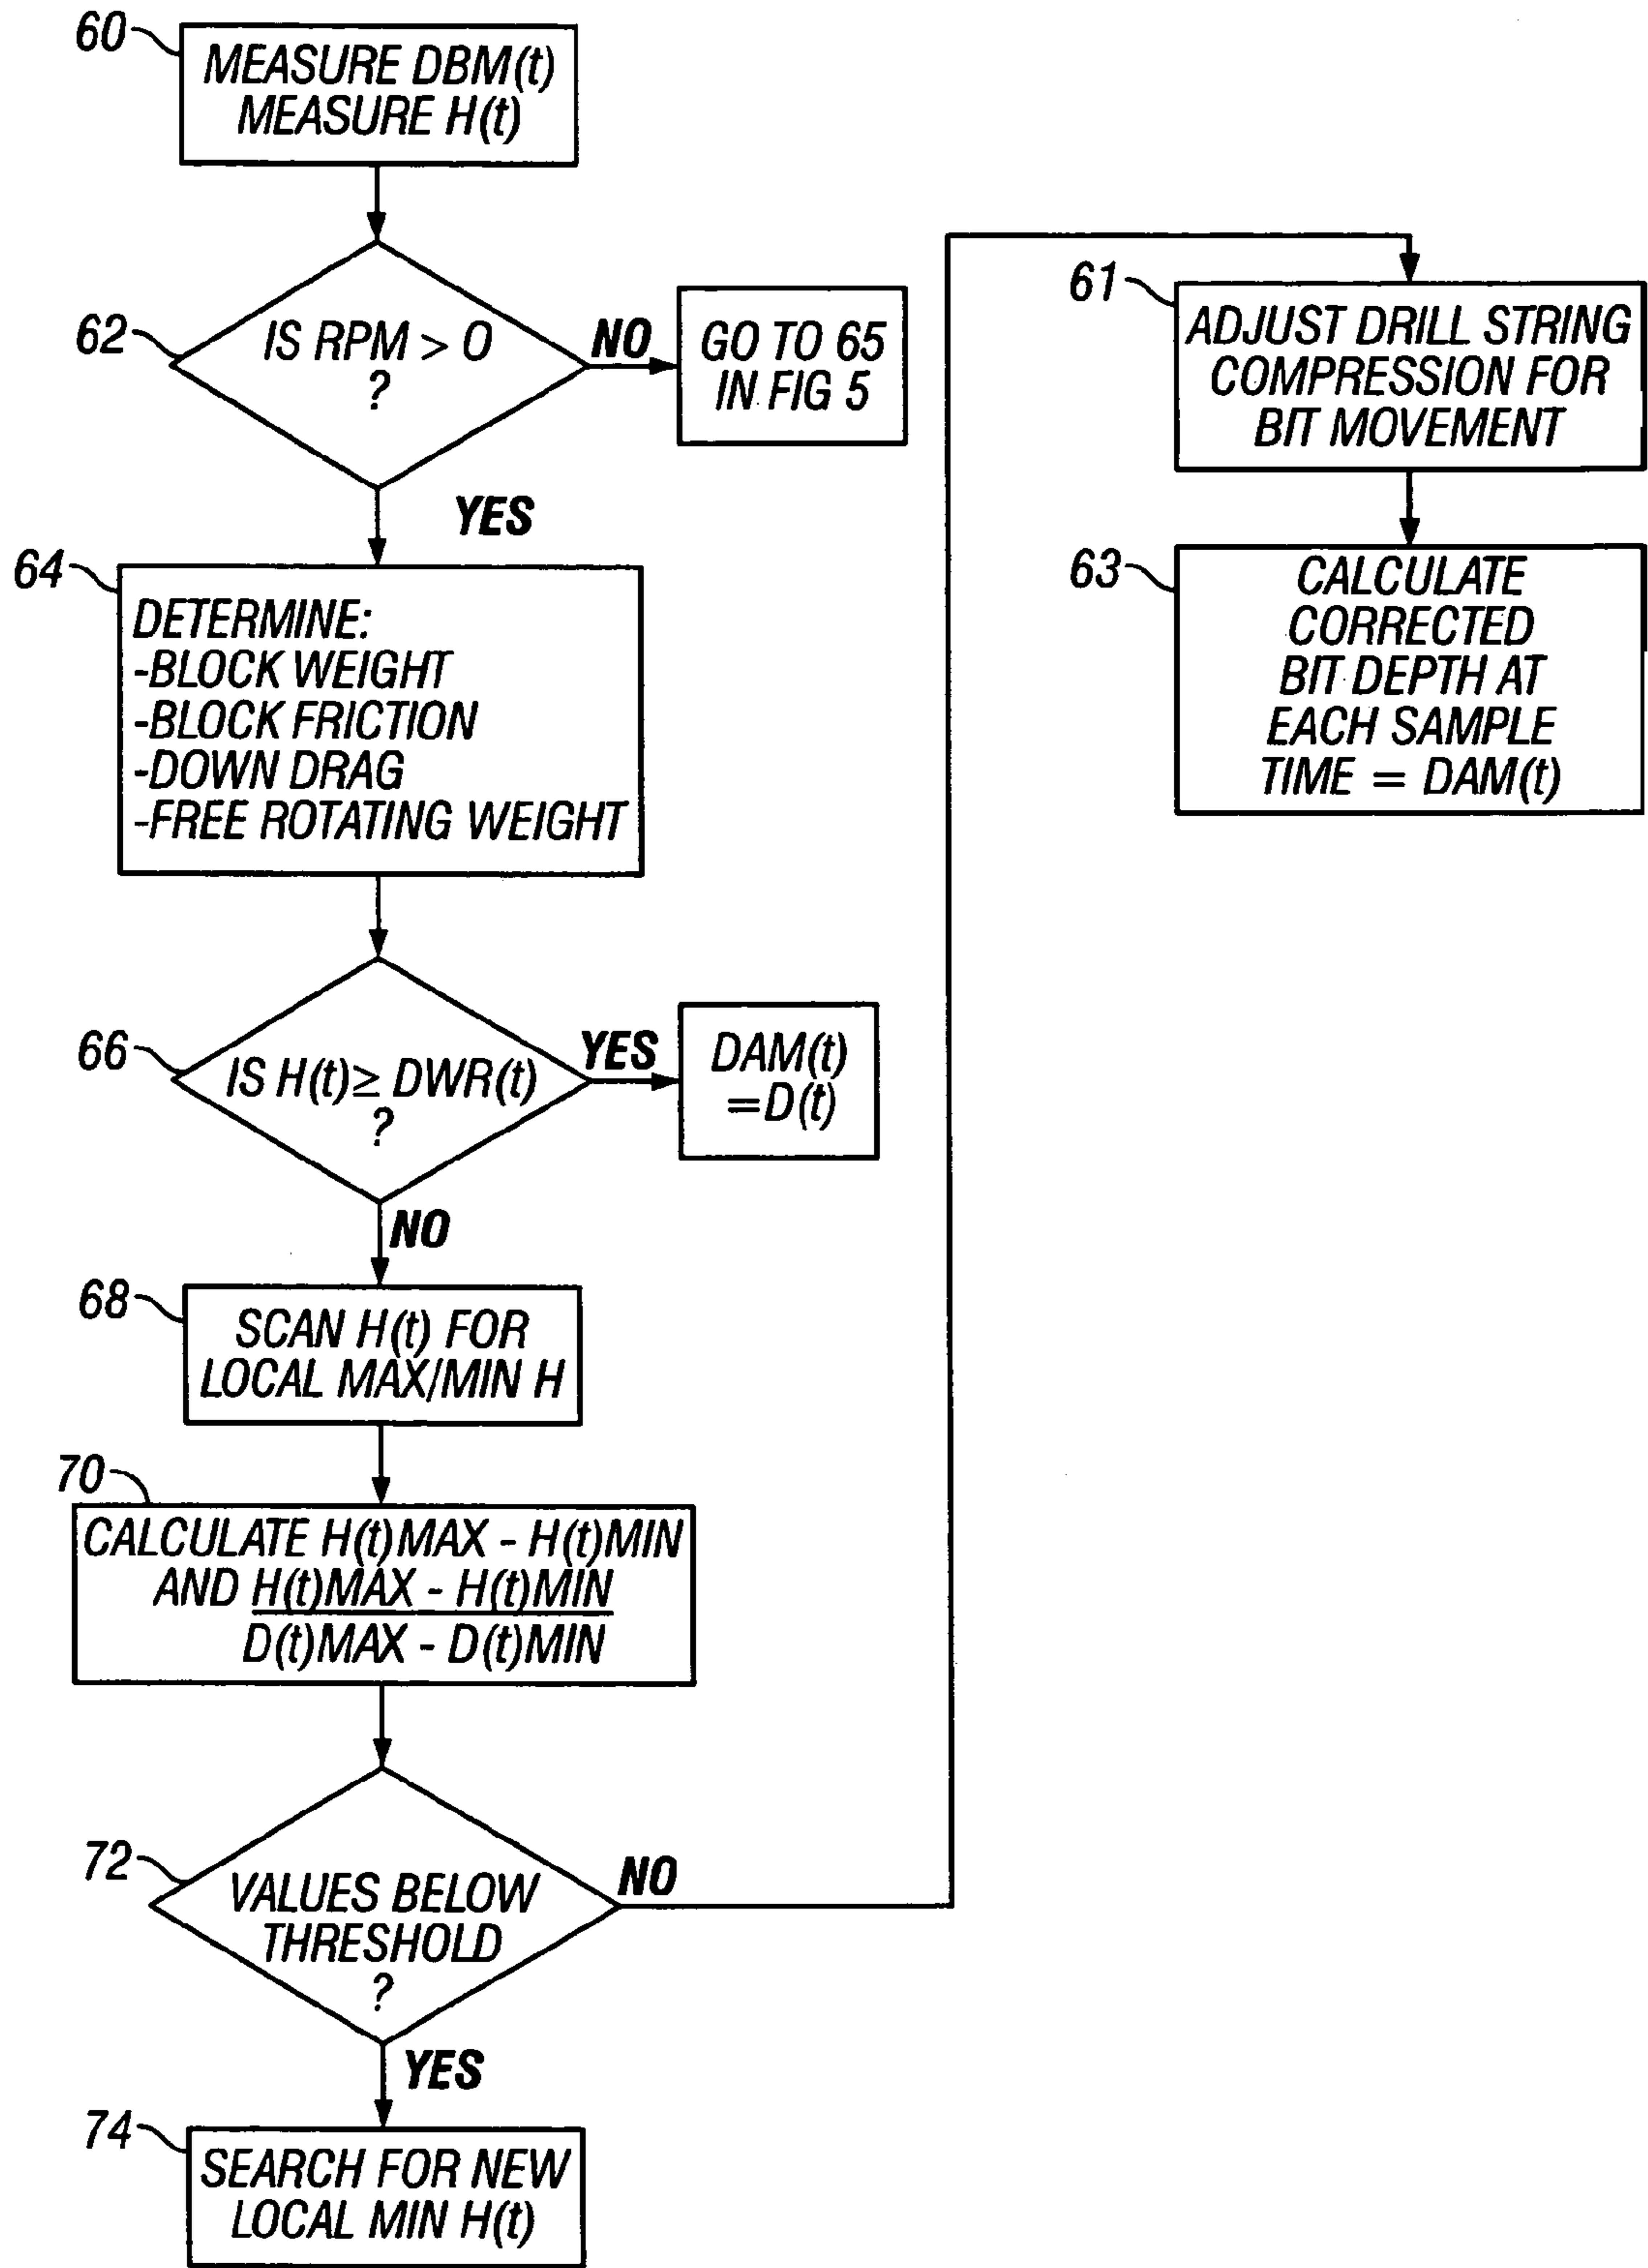 60
MEASURE DBM(t)
MEASURE H(t)
62
IS RPM > 0
?
NO
GO TO 65
IN FIG 5
YES
64
DETERMINE:
-BLOCK WEIGHT
-BLOCK FRICTION
-DOWN DRAG
-FREE ROTATING WEIGHT
66
IS H(t)≥ DWR(t)
?
YES
DAM(t)
=D(t)
NO
68
SCAN H(t) FOR
LOCAL MAX/MIN H
70
CALCULATE H(t)MAX - H(t)MIN
AND H(t)MAX - H(t)MIN
D(t)MAX - D(t)MIN
72
VALUES BELOW
THRESHOLD
?
NO
YES
74
SEARCH FOR NEW
LOCAL MIN H(t)
61
ADJUST DRILL STRING
COMPRESSION FOR
BIT MOVEMENT
63
CALCULATE
CORRECTED
BIT DEPTH AT
EACH SAMPLE
TIME = DAM(t)